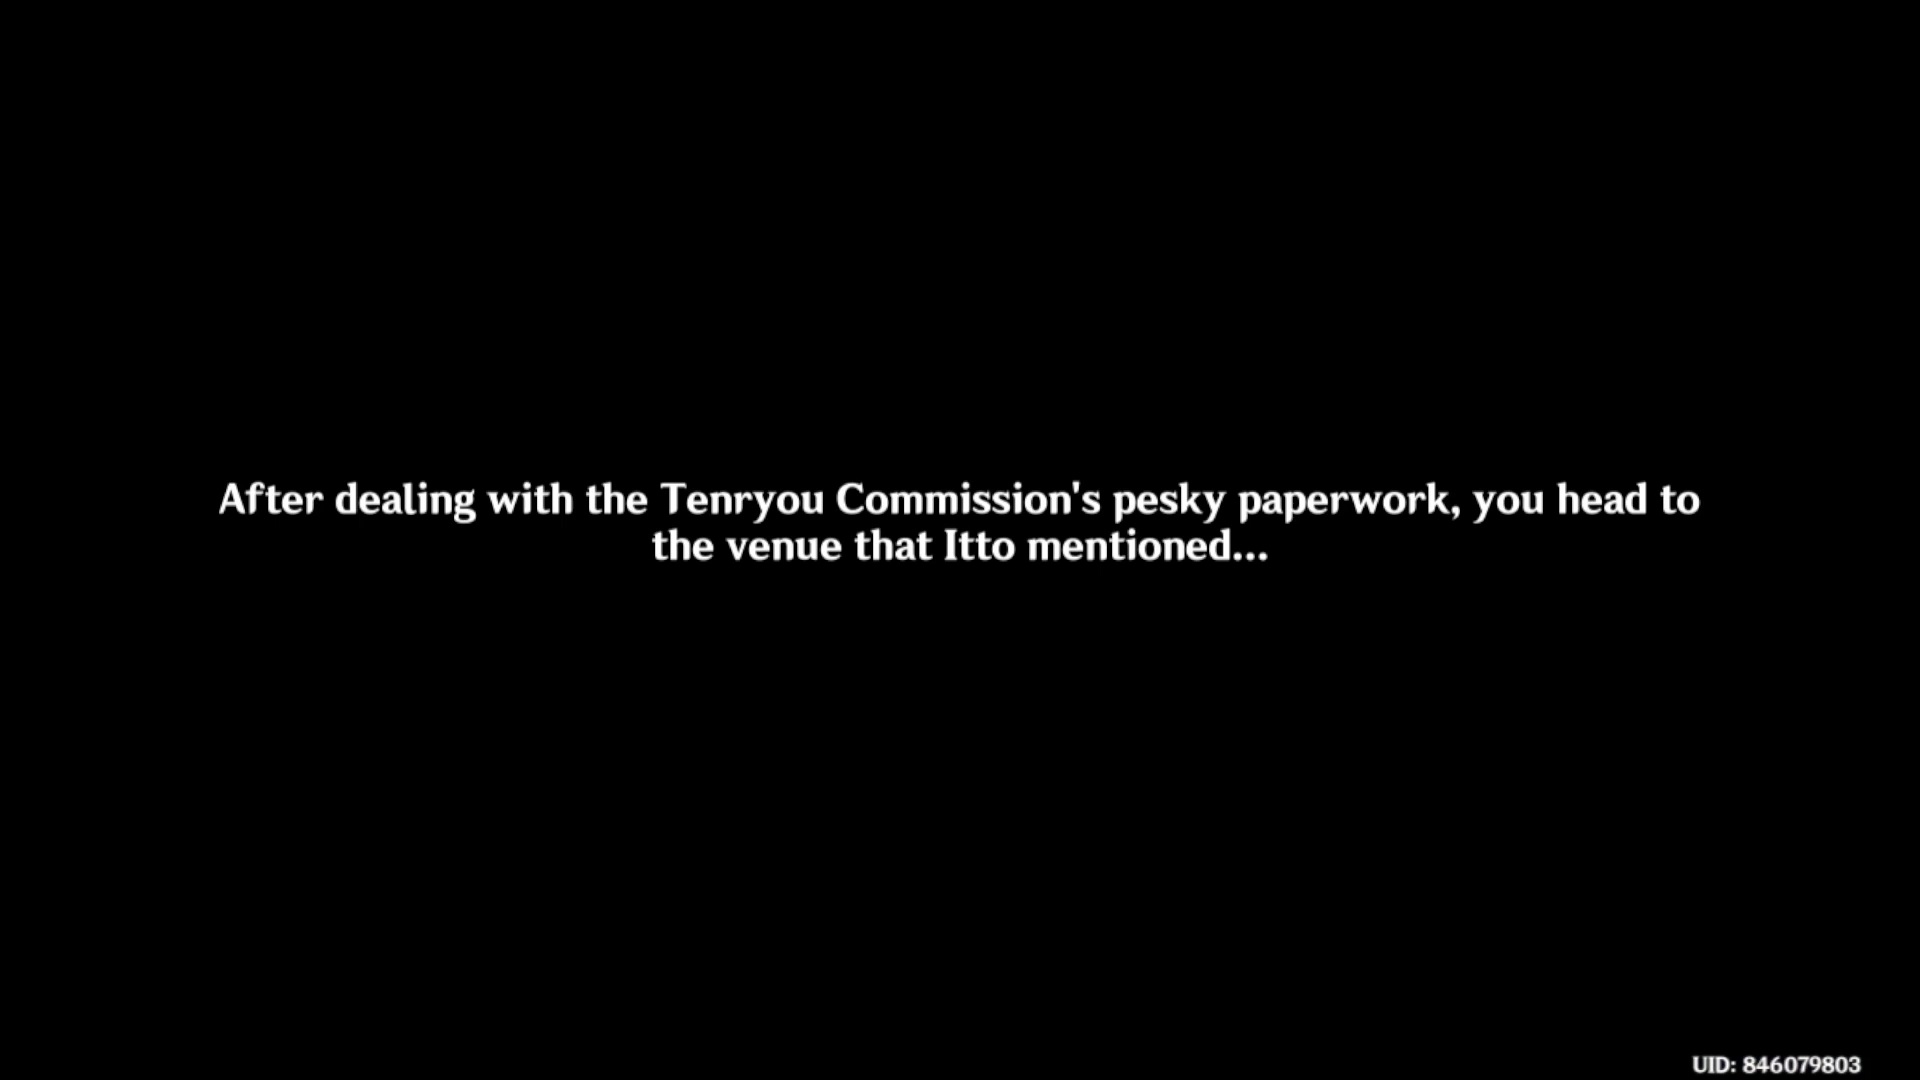 After dealing with the Tenryou Commission's pesky paperwork, you head to
the venue that Itto mentioned...
UID: 846079803